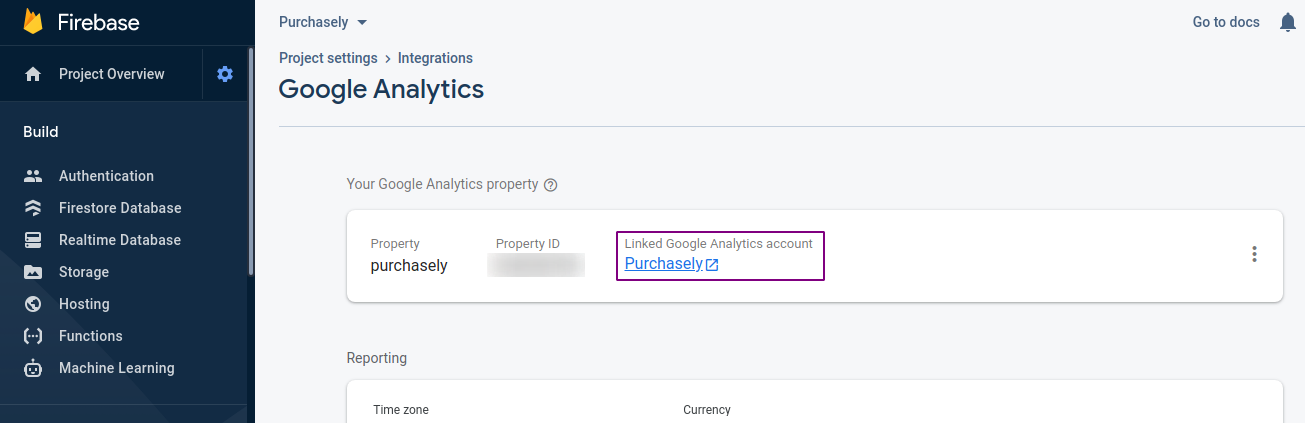 Firebase
Project Overview
Build
Authentication
Firestore Database
Realtime Database
Storage
Hosting
Functions
Machine Learning
Purchasely
Go to docs
Project settings > Integrations
Google Analytics
Your Google Analytics property
Property
purchasely
Property ID
Linked Google Analytics account
Purchasely
Reporting
Time zone
Currency